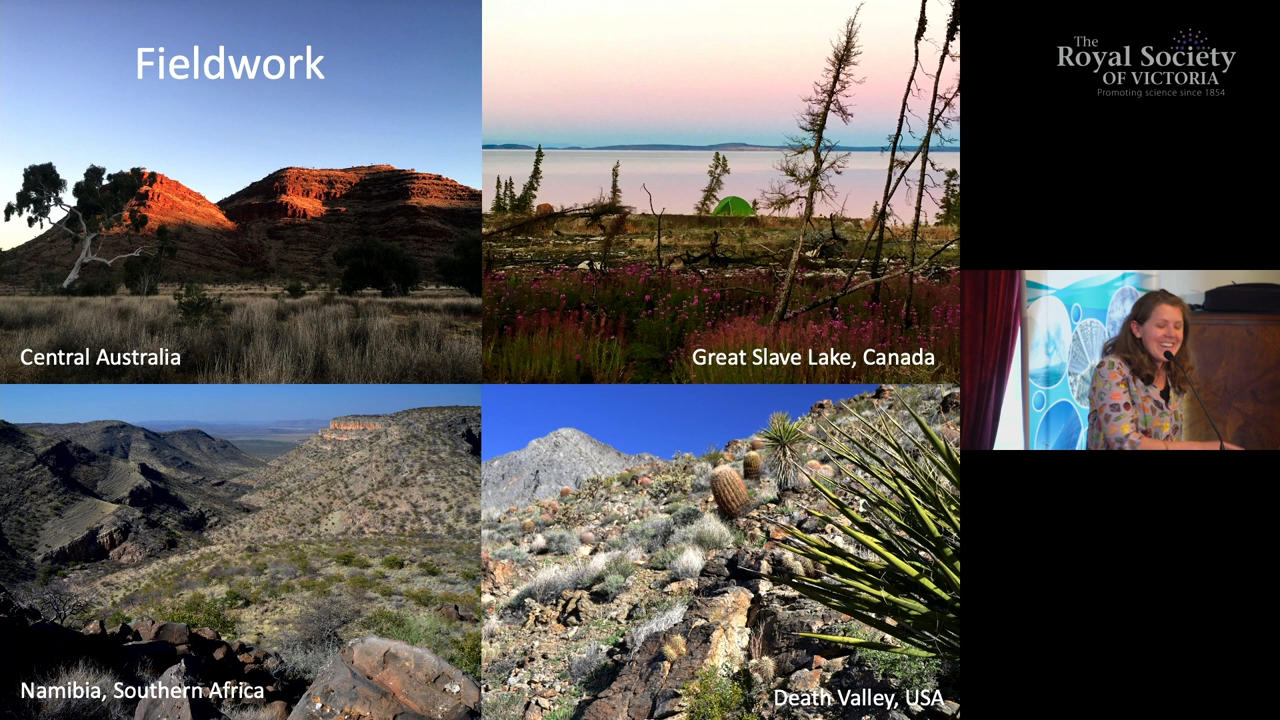 Fieldwork
Central Australia
Great Slave Lake, Canada
Namibia, Southern Africa
Death Valley, USA
The
Royal Society
OF VICTORIA
Promoting science since 1854